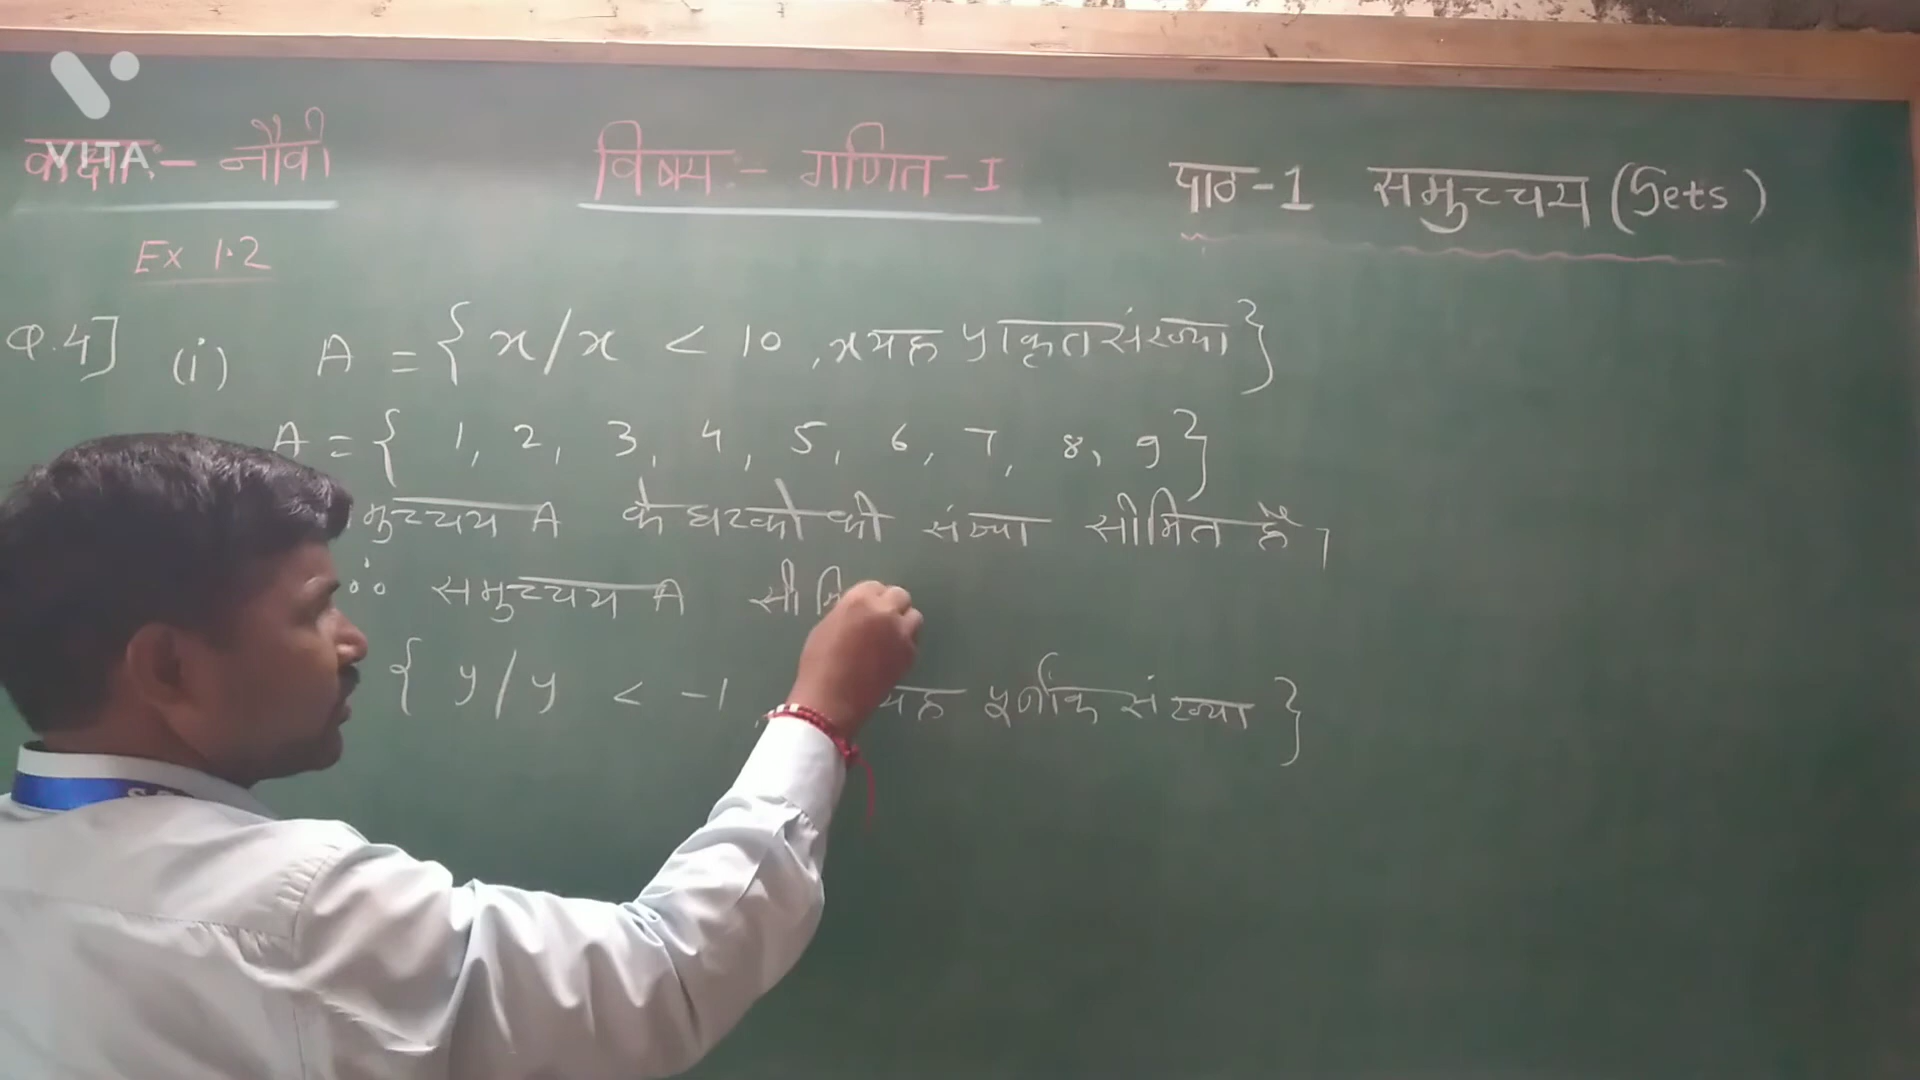 VITA
कक्षा:- नौवी
विषय:- गणित-I
पाठ-1 समुच्चय (Sets)
Ex 1.2
Q.4] (i) A = { x/x < 10 , x यह प्राकृत संख्या }
A = { 1, 2, 3, 4, 5, 6, 7, 8, 9 }
मुच्चय A के घटको की संख्या सीमित है।
∴ समुच्चय A सीमि
{ y/y < -1 , यह पूर्णांक संख्या }